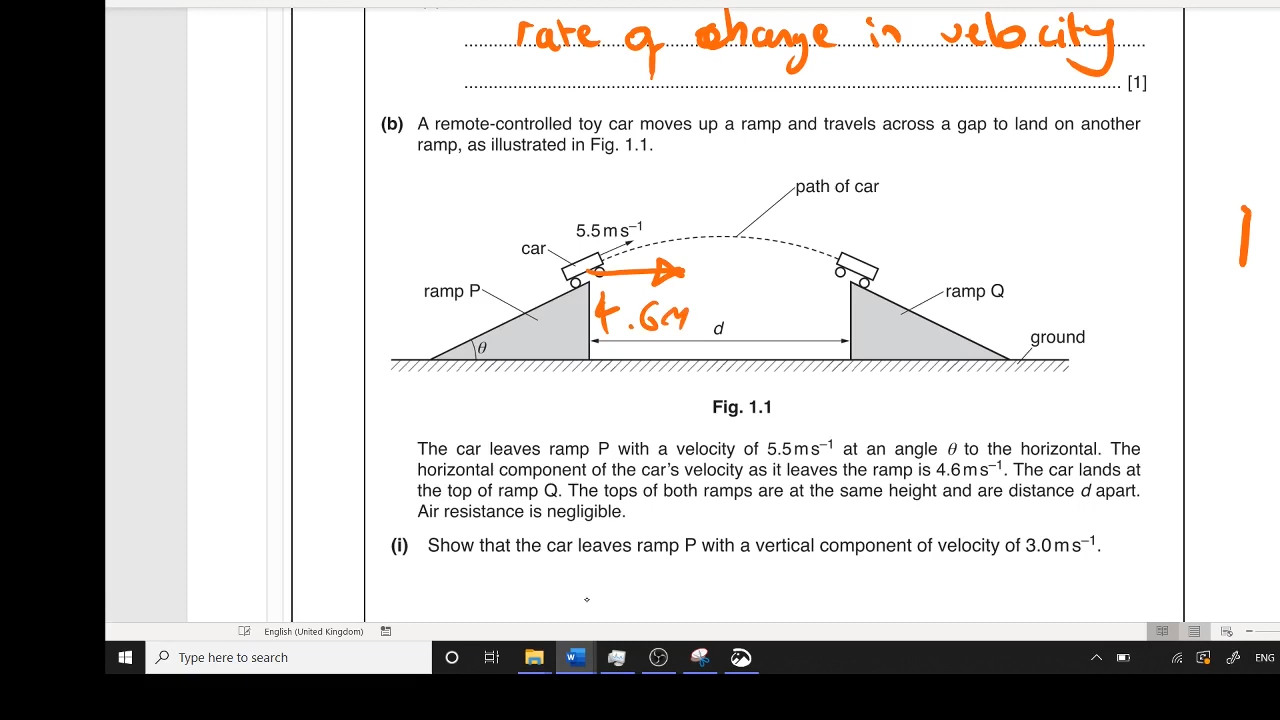 rate of change in velocity
[1]
(b) A remote-controlled toy car moves up a ramp and travels across a gap to land on another
ramp, as illustrated in Fig. 1.1.
path of car
5.5 m s⁻¹
car
ramp P
ramp Q
4.6m
d
θ
ground
Fig. 1.1
The car leaves ramp P with a velocity of 5.5 m s⁻¹ at an angle θ to the horizontal. The
horizontal component of the car's velocity as it leaves the ramp is 4.6 m s⁻¹. The car lands at
the top of ramp Q. The tops of both ramps are at the same height and are distance d apart.
Air resistance is negligible.
(i) Show that the car leaves ramp P with a vertical component of velocity of 3.0 m s⁻¹.
English (United Kingdom)
Type here to search
ENG